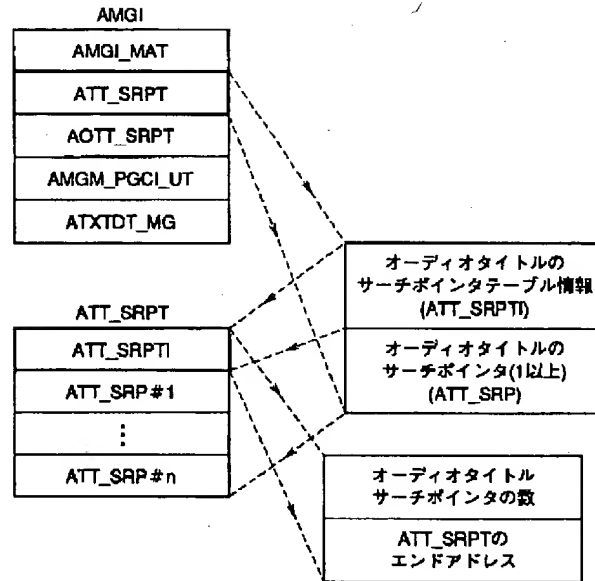 AMGI
AMGI_MAT
ATT_SRPT
AOTT_SRPT
AMGM_PGCI_UT
ATXTDT_MG
オーディオタイトルの
サーチポインタテーブル情報
(ATT_SRPTI)
オーディオタイトルの
サーチポインタ(1以上)
(ATT_SRP)
ATT_SRPT
ATT_SRPTI
ATT_SRP#1
⋮
ATT_SRP#n
オーディオタイトル
サーチポインタの数
ATT_SRPTの
エンドアドレス